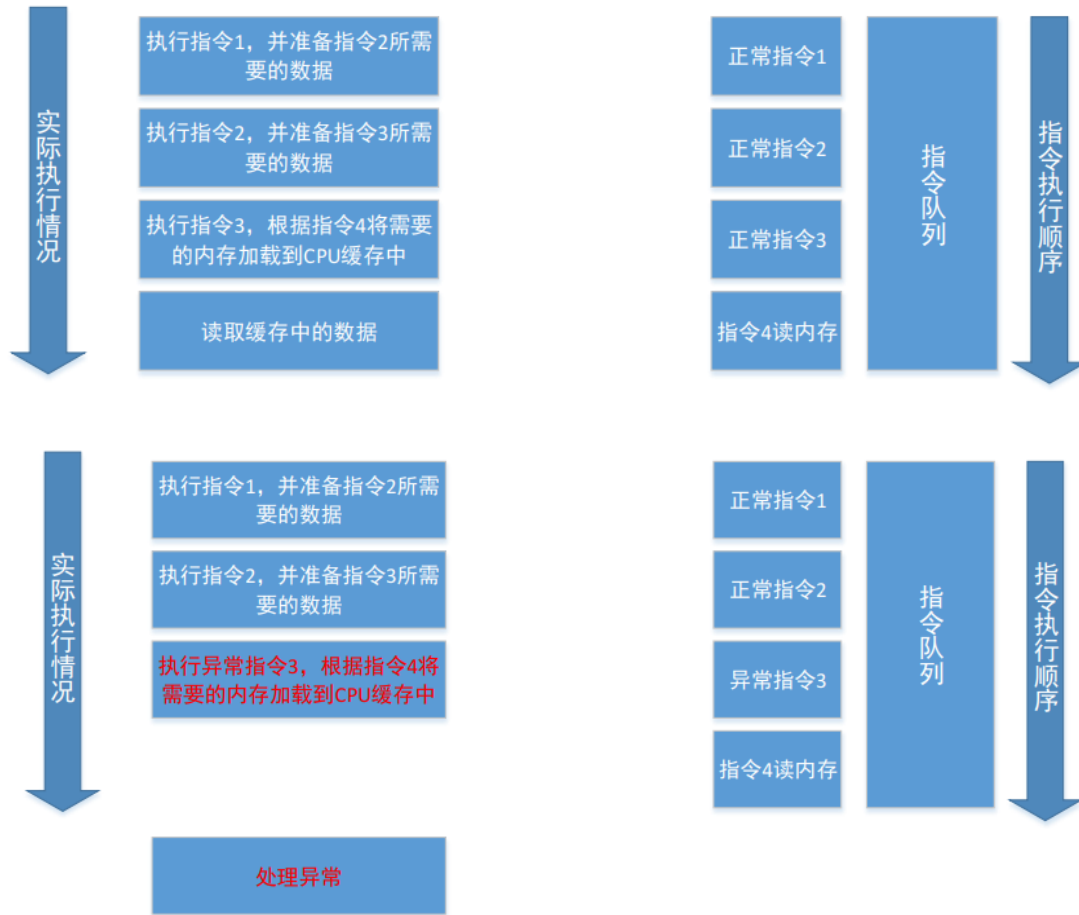 实际执行情况
执行指令1，并准备指令2所需
要的数据
执行指令2，并准备指令3所需
要的数据
执行指令3，根据指令4将需要
的内存加载到CPU缓存中
读取缓存中的数据
正常指令1
正常指令2
正常指令3
指令4读内存
指令队列
指令执行顺序
实际执行情况
执行指令1，并准备指令2所需
要的数据
执行指令2，并准备指令3所需
要的数据
执行异常指令3，根据指令4将
需要的内存加载到CPU缓存中
处理异常
正常指令1
正常指令2
异常指令3
指令4读内存
指令队列
指令执行顺序